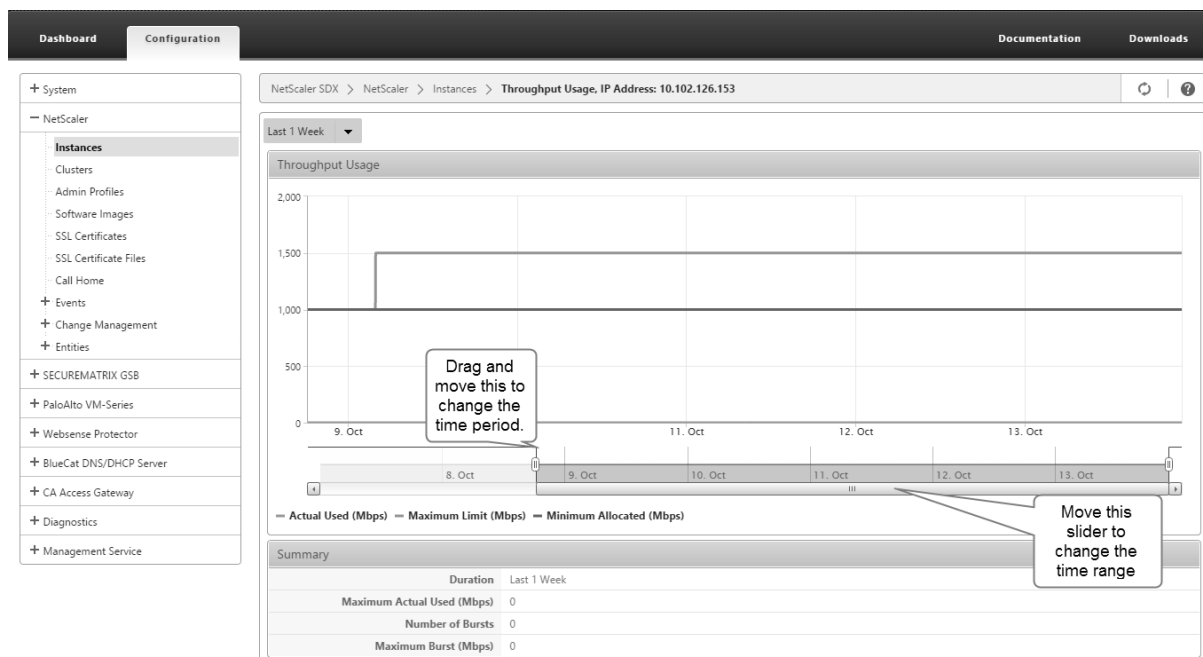 Dashboard
Configuration
Documentation
Downloads
+ System
− NetScaler
Instances
Clusters
Admin Profiles
Software Images
SSL Certificates
SSL Certificate Files
Call Home
+ Events
+ Change Management
+ Entities
+ SECUREMATRIX GSB
+ PaloAlto VM-Series
+ Websense Protector
+ BlueCat DNS/DHCP Server
+ CA Access Gateway
+ Diagnostics
+ Management Service
NetScaler SDX > NetScaler > Instances > Throughput Usage, IP Address: 10.102.126.153
?
Last 1 Week
Throughput Usage
2,000
1,500
1,000
500
0
9. Oct
11. Oct
12. Oct
13. Oct
Drag and
move this to
change the
time period.
8. Oct
9. Oct
10. Oct
11. Oct
12. Oct
13. Oct
Move this
slider to
change the
time range
Actual Used (Mbps) Maximum Limit (Mbps) Minimum Allocated (Mbps)
Summary
Duration Last 1 Week
Maximum Actual Used (Mbps) 0
Number of Bursts 0
Maximum Burst (Mbps) 0